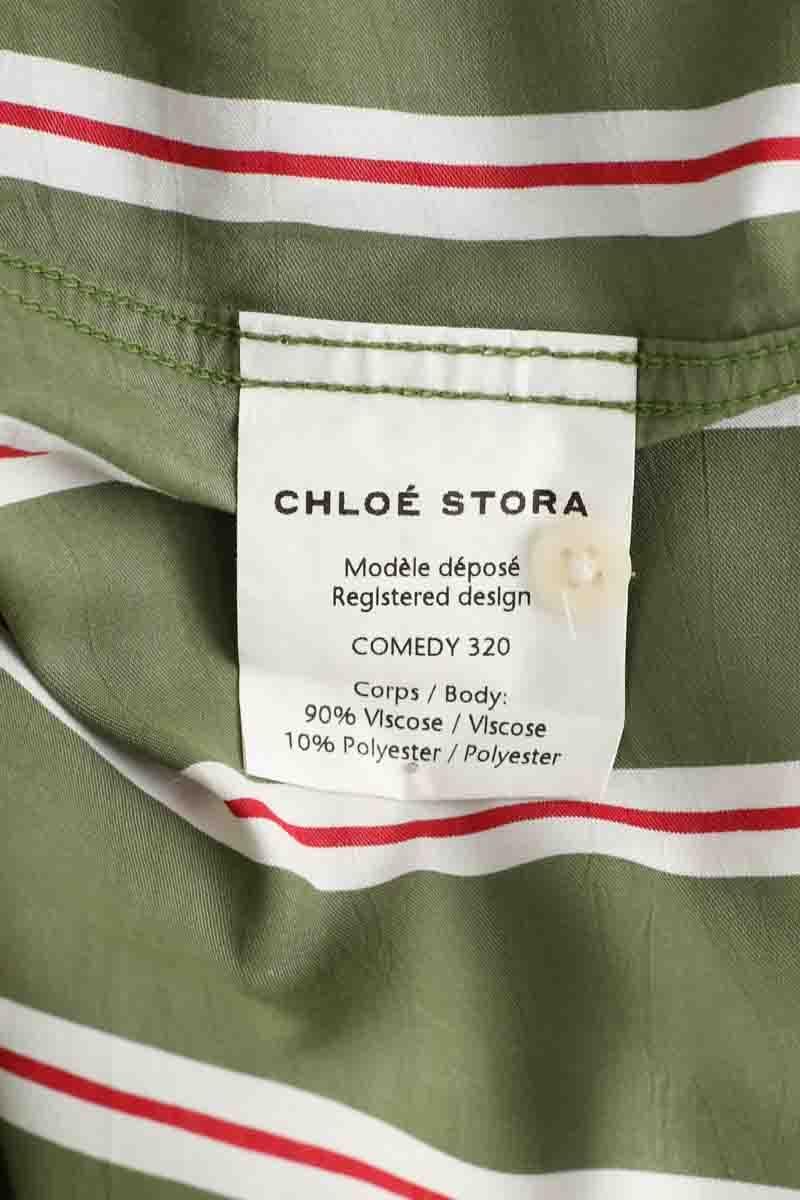 CHLOÉ STORA
Modèle déposé
Registered design
COMEDY 320
Corps / Body:
90% Viscose / Viscose
10% Polyester / Polyester